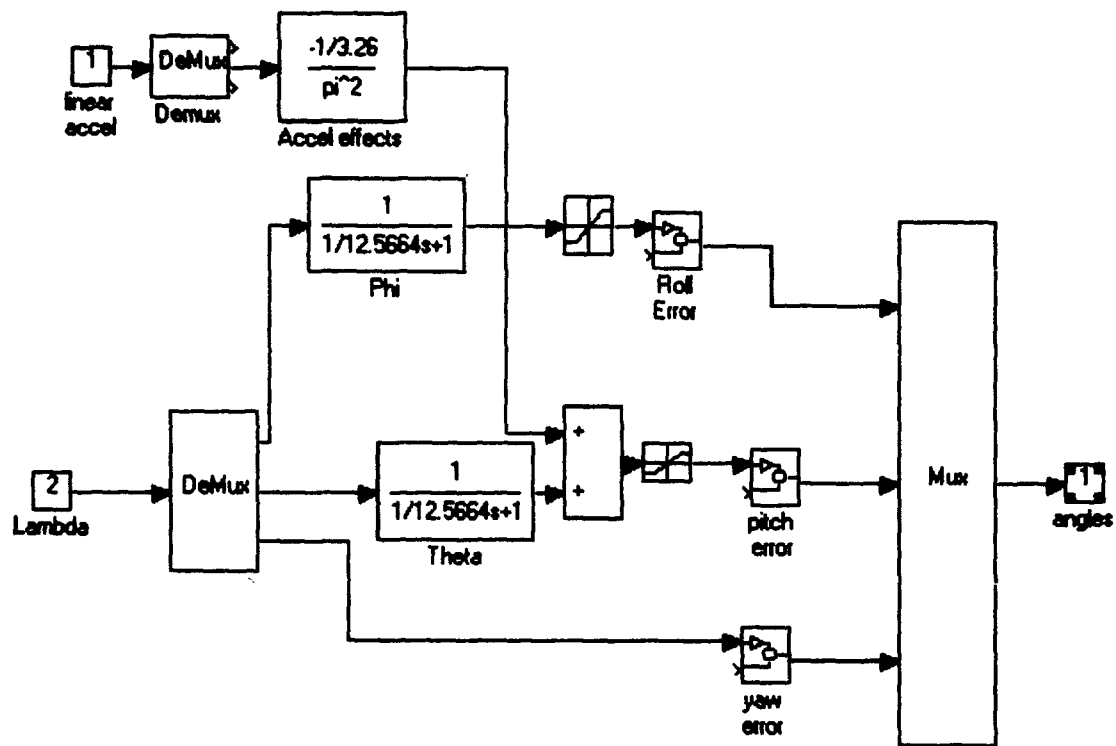 1
linear
accel
DeMux
Demux
-1/3.26
pi^2
Accel effects
1
1/12.5664s+1
Phi
Roll
Error
2
Lambda
DeMux
1
1/12.5664s+1
Theta
+
+
pitch
error
yaw
error
Mux
1
angles